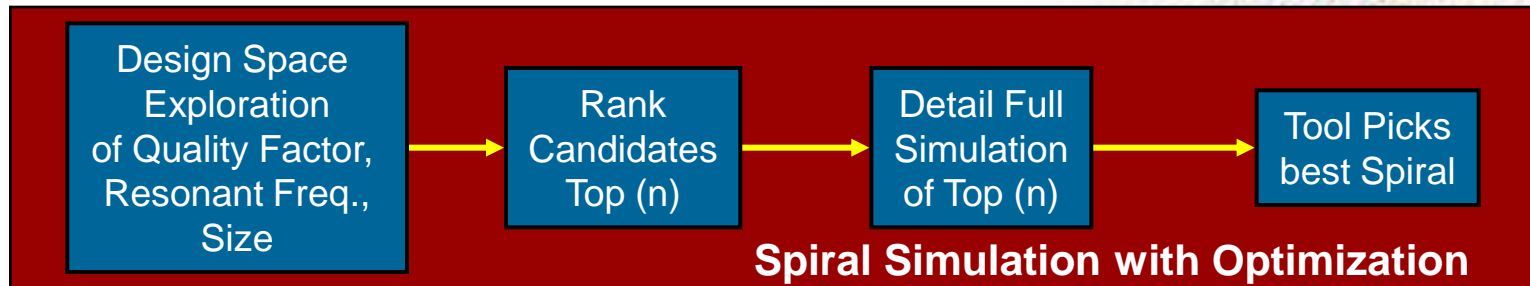 Design Space
Exploration
of Quality Factor,
Resonant Freq.,
Size
Rank
Candidates
Top (n)
Detail Full
Simulation
of Top (n)
Tool Picks
best Spiral
Spiral Simulation with Optimization